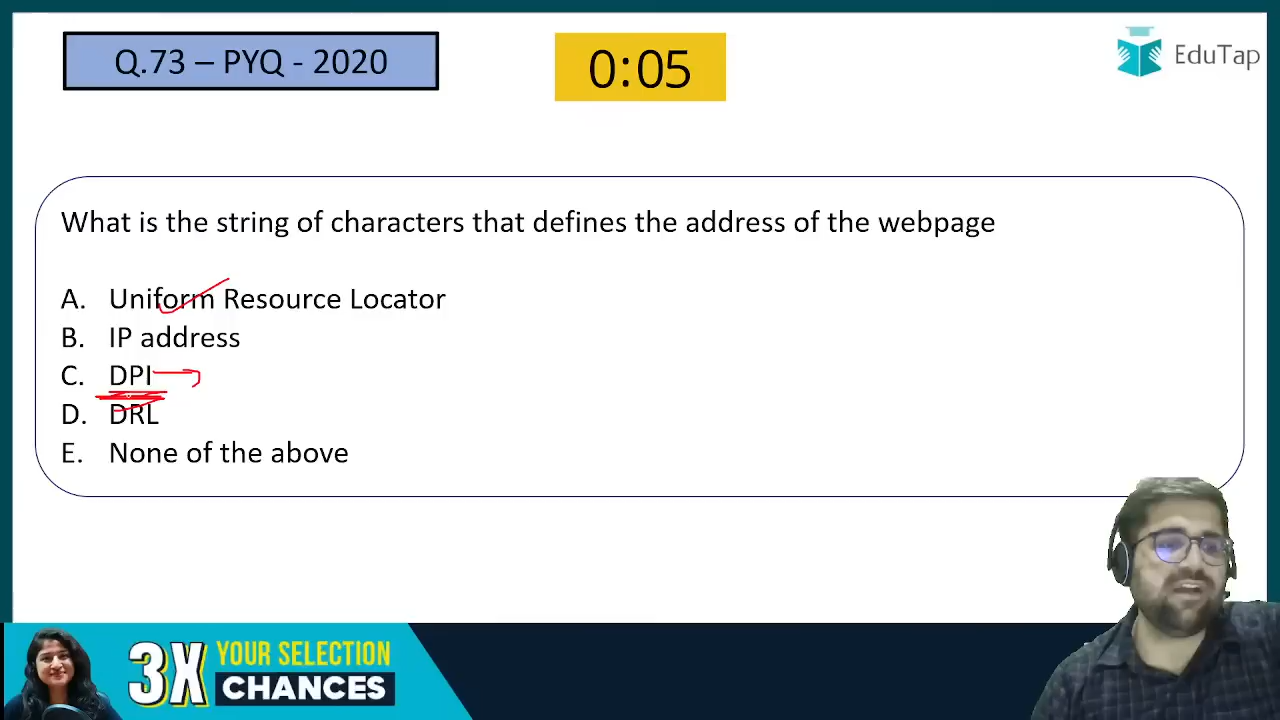 Q.73 – PYQ - 2020
0:05
EduTap
What is the string of characters that defines the address of the webpage
A. Uniform Resource Locator
B. IP address
C. DPI
D. DRL
E. None of the above
3X YOUR SELECTION
CHANCES